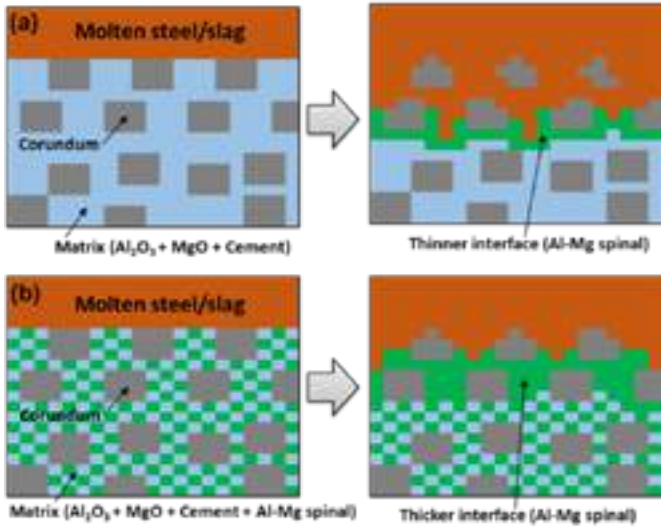 (a)
Molten steel/slag
Corundum
Matrix (Al₂O₃ + MgO + Cement)
Thinner interface (Al-Mg spinal)
(b)
Molten steel/slag
Corundum
Matrix (Al₂O₃ + MgO + Cement + Al-Mg spinal)
Thicker interface (Al-Mg spinal)